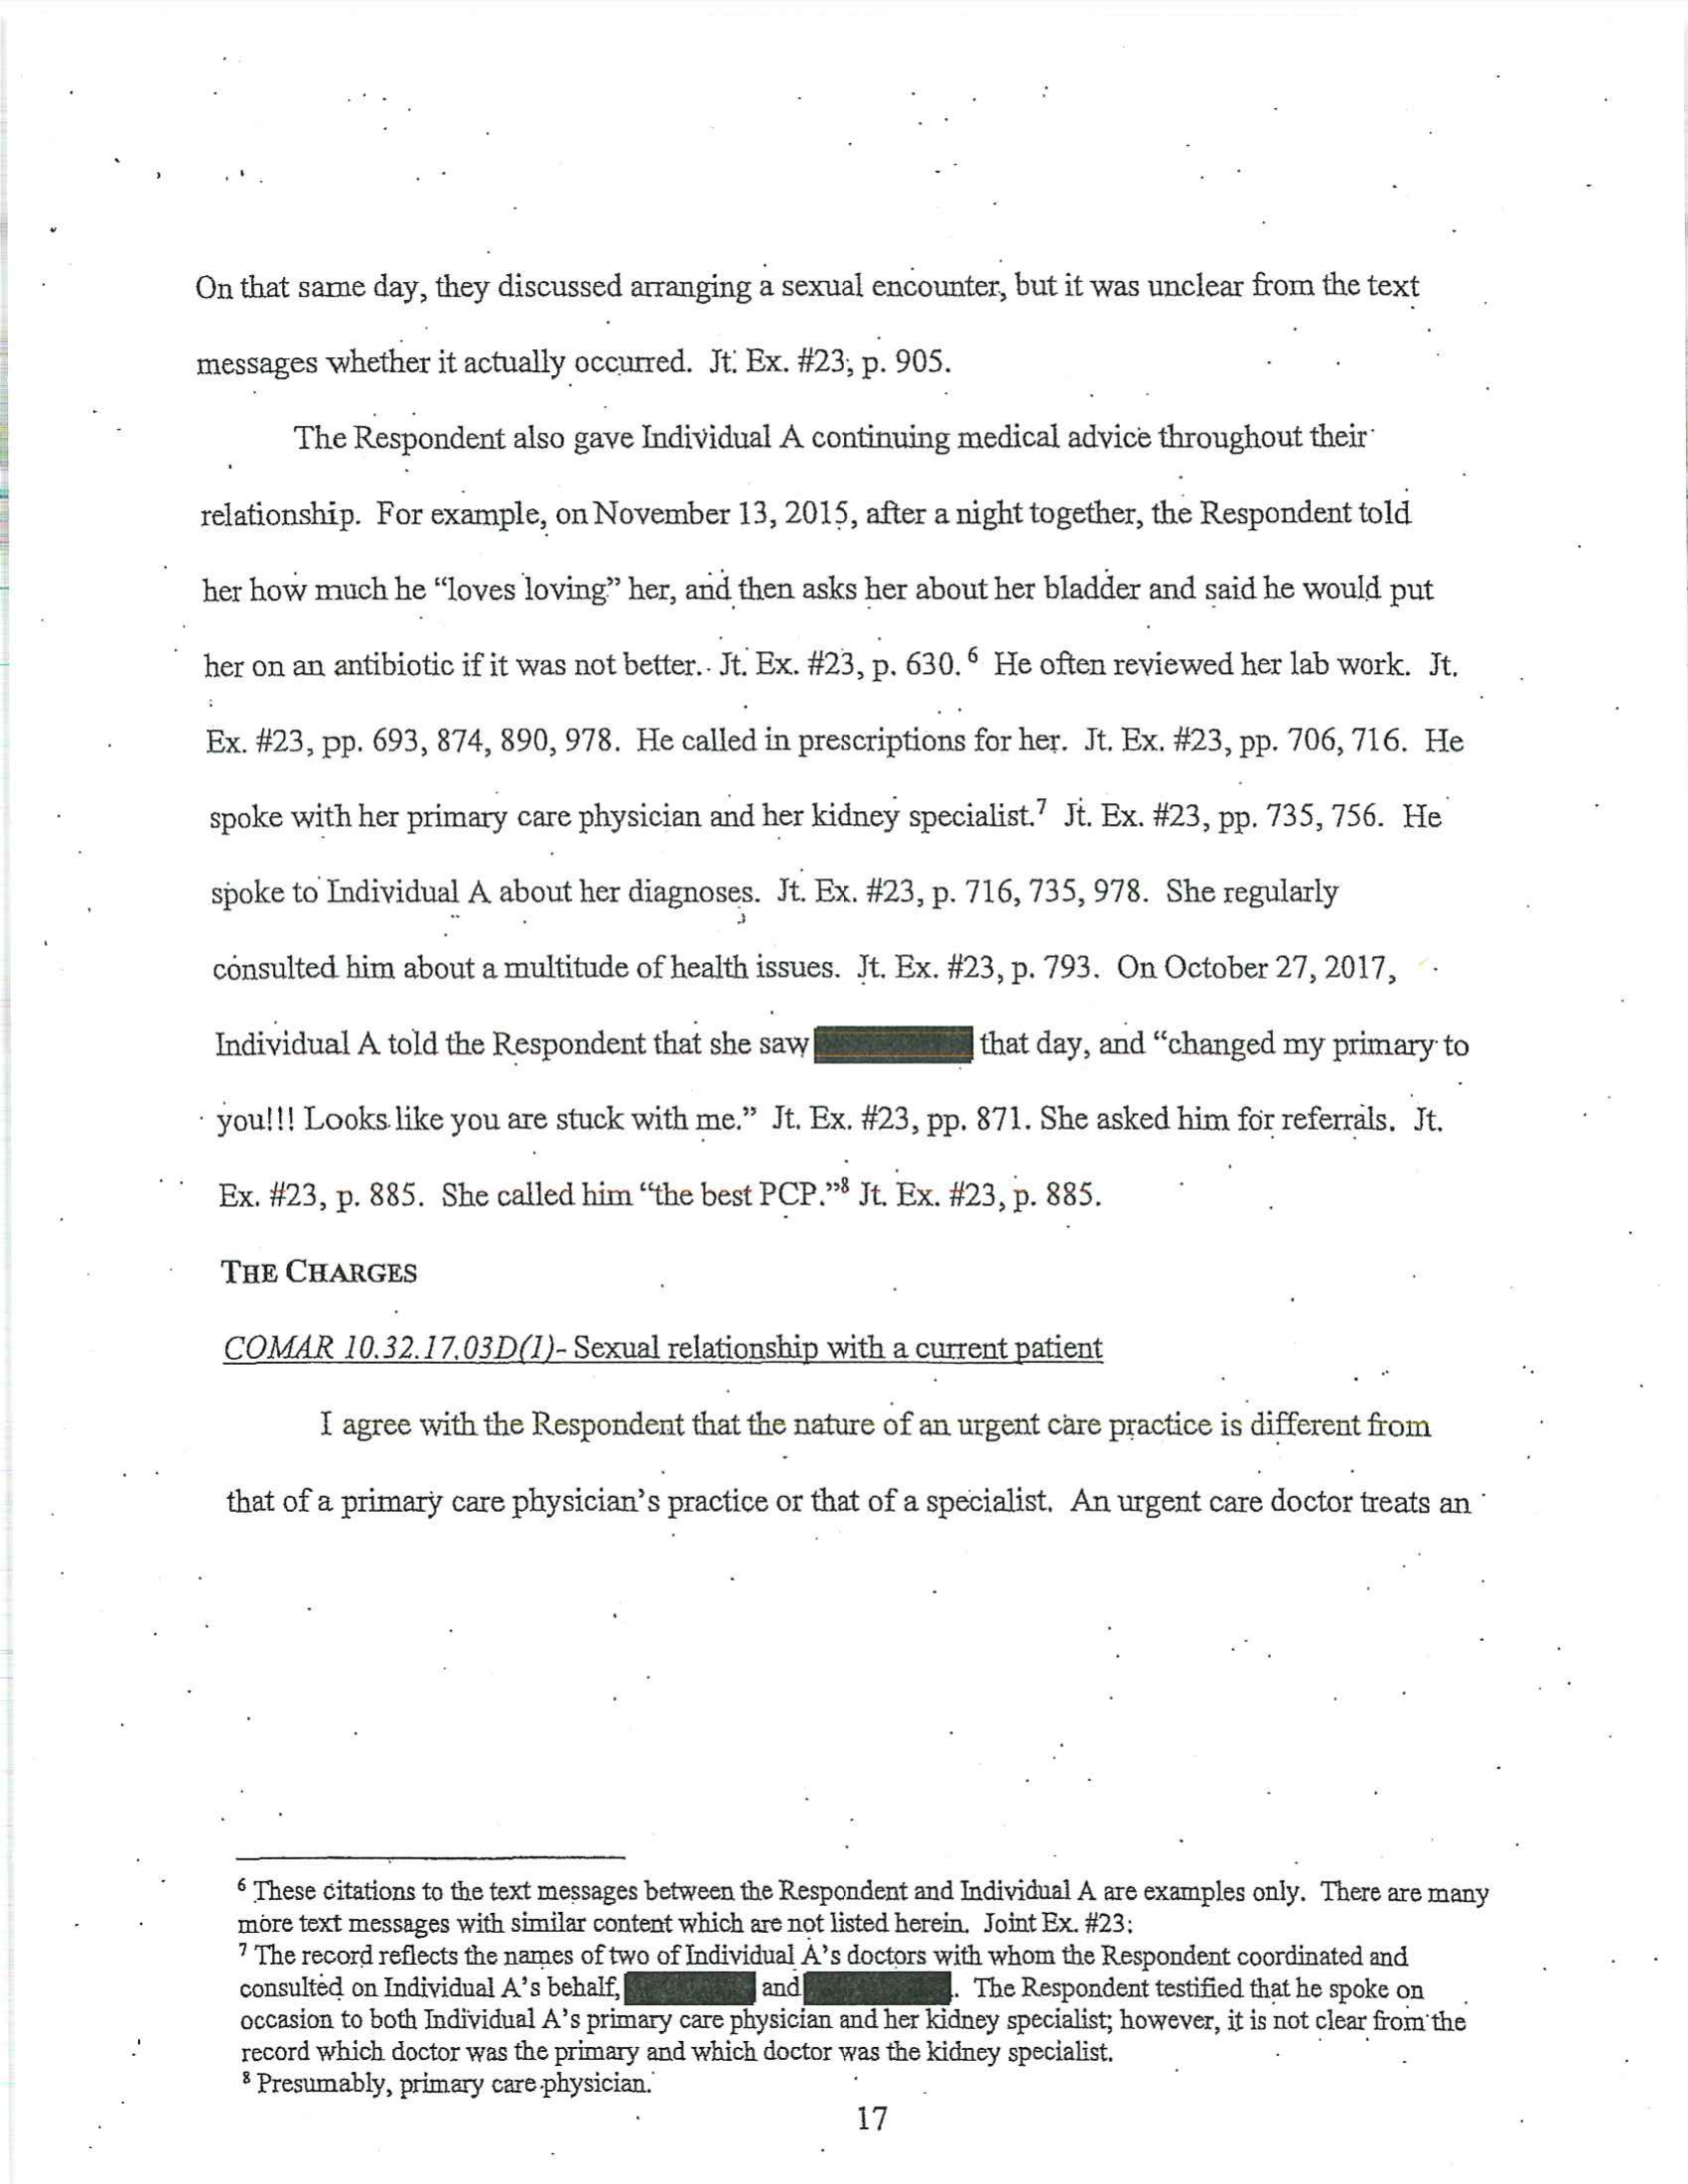 On that same day, they discussed arranging a sexual encounter, but it was unclear from the text
messages whether it actually occurred. Jt. Ex. #23, p. 905.
The Respondent also gave Individual A continuing medical advice throughout their
relationship. For example, on November 13, 2015, after a night together, the Respondent told
her how much he “loves loving” her, and then asks her about her bladder and said he would put
her on an antibiotic if it was not better. Jt. Ex. #23, p. 630. 6 He often reviewed her lab work. Jt.
Ex. #23, pp. 693, 874, 890, 978. He called in prescriptions for her. Jt. Ex. #23, pp. 706, 716. He
spoke with her primary care physician and her kidney specialist.7 Jt. Ex. #23, pp. 735, 756. He
spoke to Individual A about her diagnoses. Jt. Ex. #23, p. 716, 735, 978. She regularly
consulted him about a multitude of health issues. Jt. Ex. #23, p. 793. On October 27, 2017,
Individual A told the Respondent that she saw that day, and “changed my primary to
you!!! Looks like you are stuck with me.” Jt. Ex. #23, pp. 871. She asked him for referrals. Jt.
Ex. #23, p. 885. She called him “the best PCP.”8 Jt. Ex. #23, p. 885.
THE CHARGES
COMAR 10.32.17.03D(1)- Sexual relationship with a current patient
I agree with the Respondent that the nature of an urgent care practice is different from
that of a primary care physician’s practice or that of a specialist. An urgent care doctor treats an
6 These citations to the text messages between the Respondent and Individual A are examples only. There are many
more text messages with similar content which are not listed herein. Joint Ex. #23;
7 The record reflects the names of two of Individual A’s doctors with whom the Respondent coordinated and
consulted on Individual A’s behalf, and . The Respondent testified that he spoke on
occasion to both Individual A’s primary care physician and her kidney specialist; however, it is not clear from the
record which doctor was the primary and which doctor was the kidney specialist.
8 Presumably, primary care physician.
17